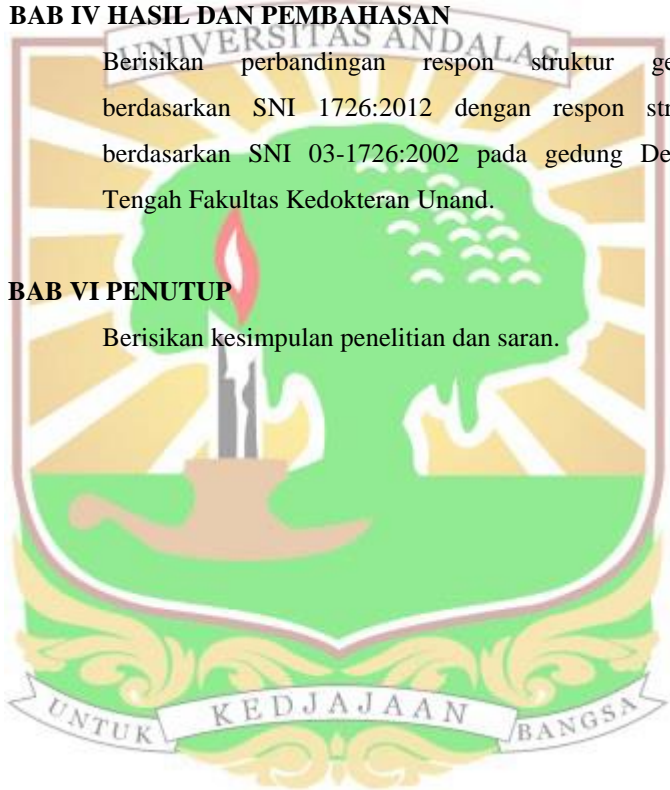 BAB IV HASIL DAN PEMBAHASAN
UNIVERSITAS ANDALAS
Berisikan perbandingan respon struktur
berdasarkan SNI 1726:2012 dengan respon
berdasarkan SNI 03-1726:2002 pada gedung
Tengah Fakultas Kedokteran Unand.
BAB VI PENUTUP
Berisikan kesimpulan penelitian dan saran.
UNTUK KEDJAJAAN BANGSA